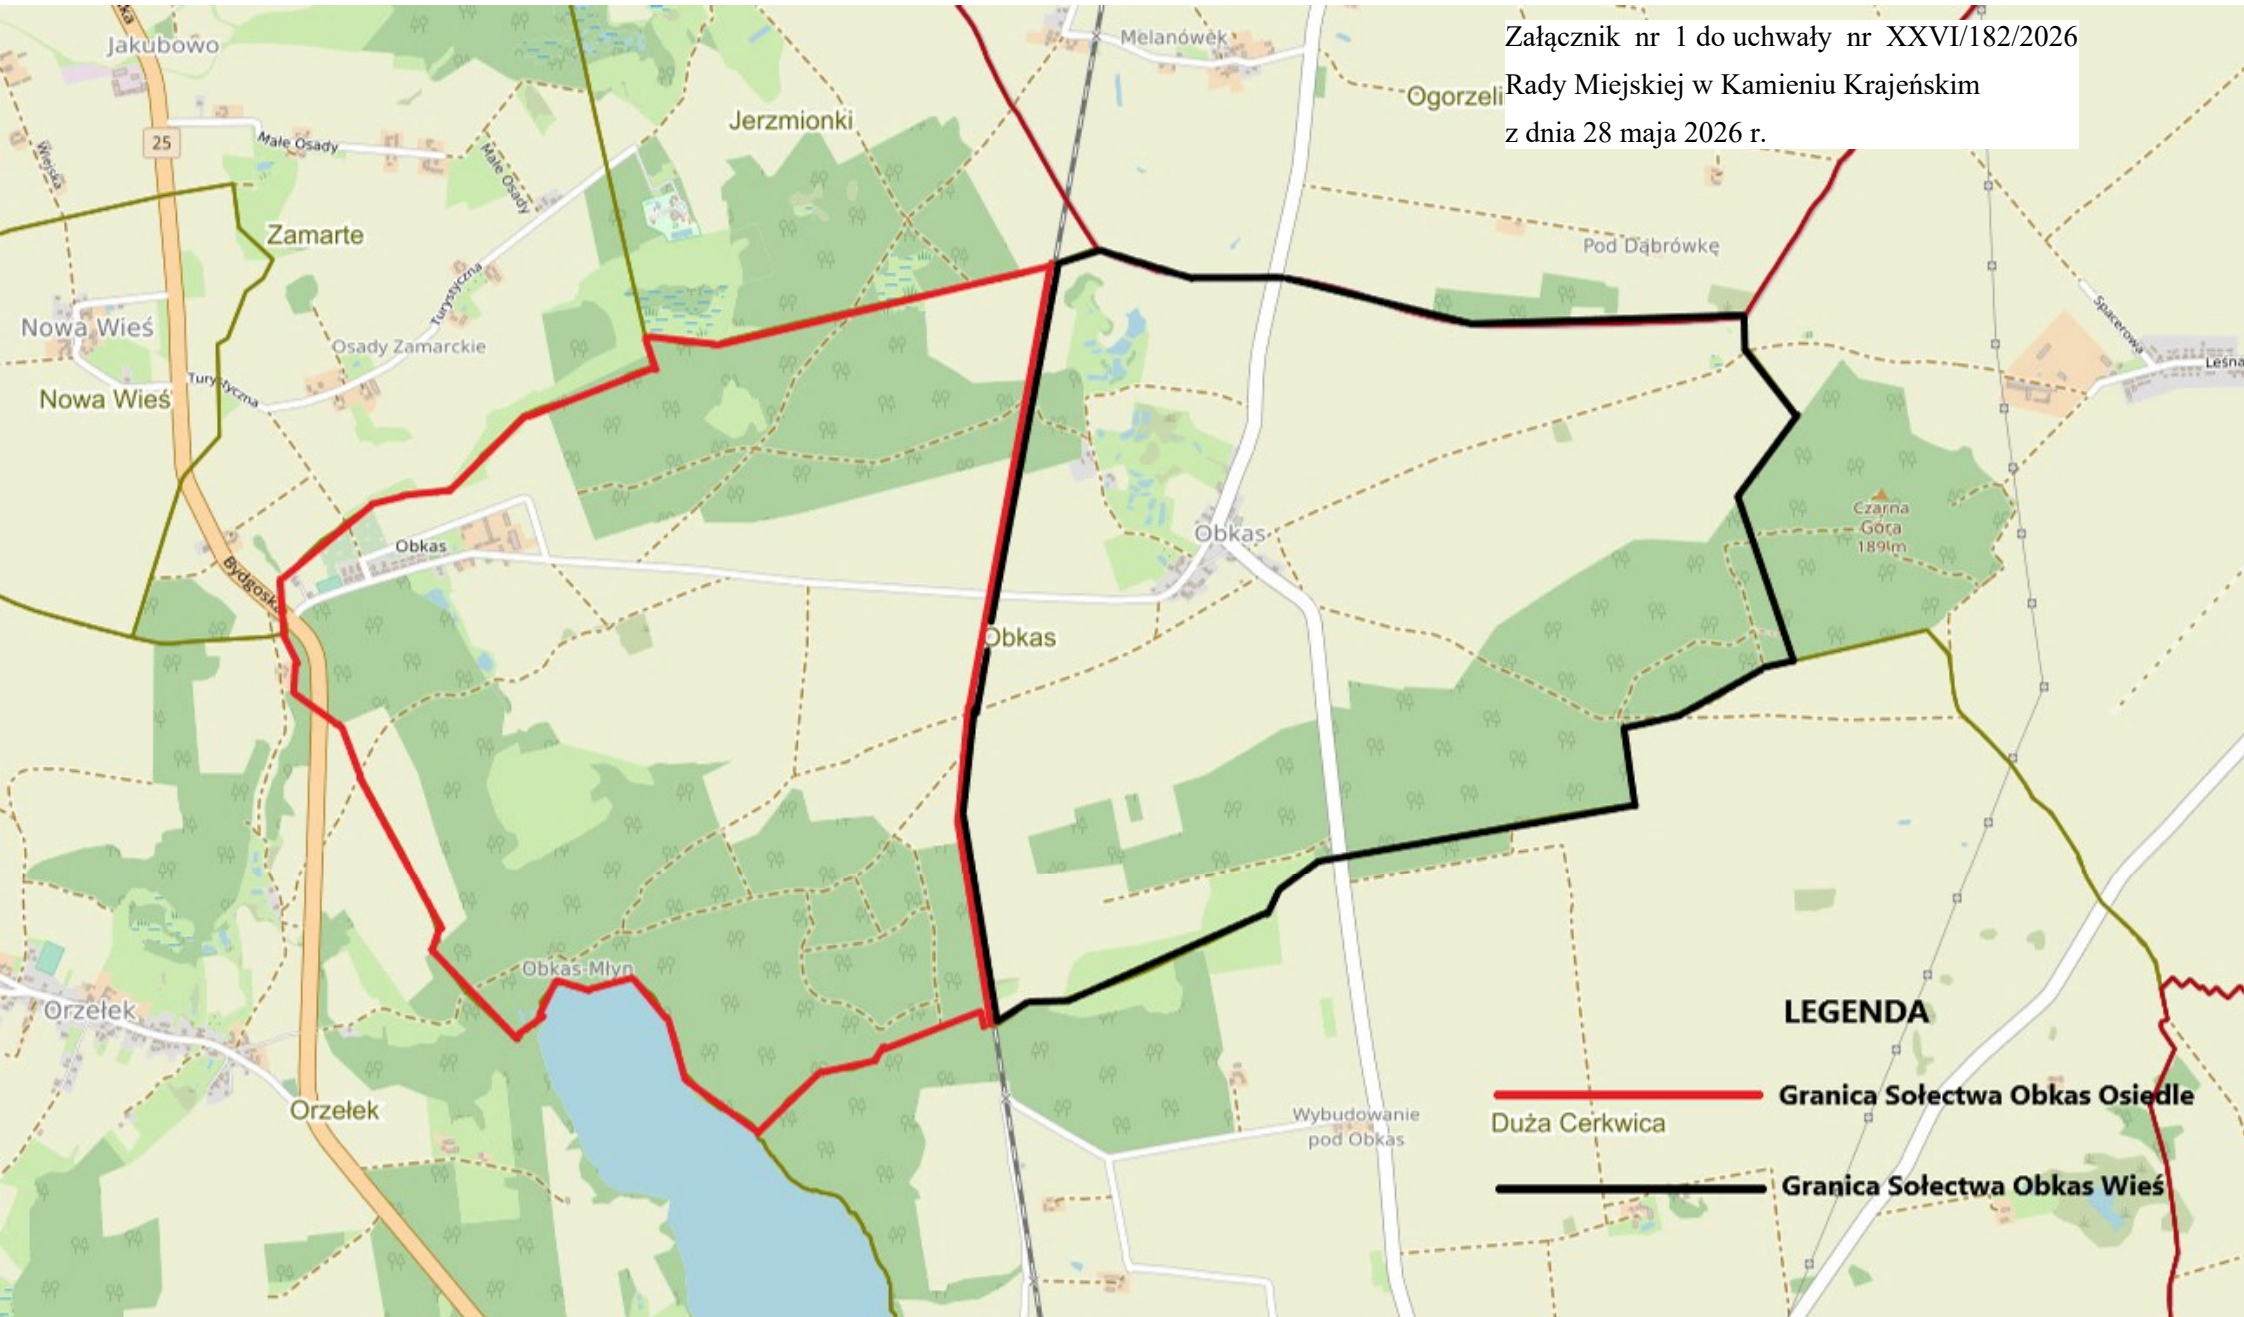 ska
Jakubowo
Melanówek
Załącznik nr 1 do uchwały nr XXVI/182/2026
Rady Miejskiej w Kamieniu Krajeńskim
z dnia 28 maja 2026 r.
Ogorzeli
Jerzmionki
25
Małe Osady
Małe Osady
Wiejska
Zamarte
Pod Dąbrówkę
Turystyczna
Nowa Wieś
Osady Zamarckie
Spacerowa
Leśna
Turystyczna
Nowa Wieś
Czarna
Góra
189 m
Obkas
Obkas
Bydgoska
Obkas
Obkas-Młyn
Orzełek
LEGENDA
Granica Sołectwa Obkas Osiedle
Orzełek
Wybudowanie
pod Obkas
Duża Cerkwica
Granica Sołectwa Obkas Wieś